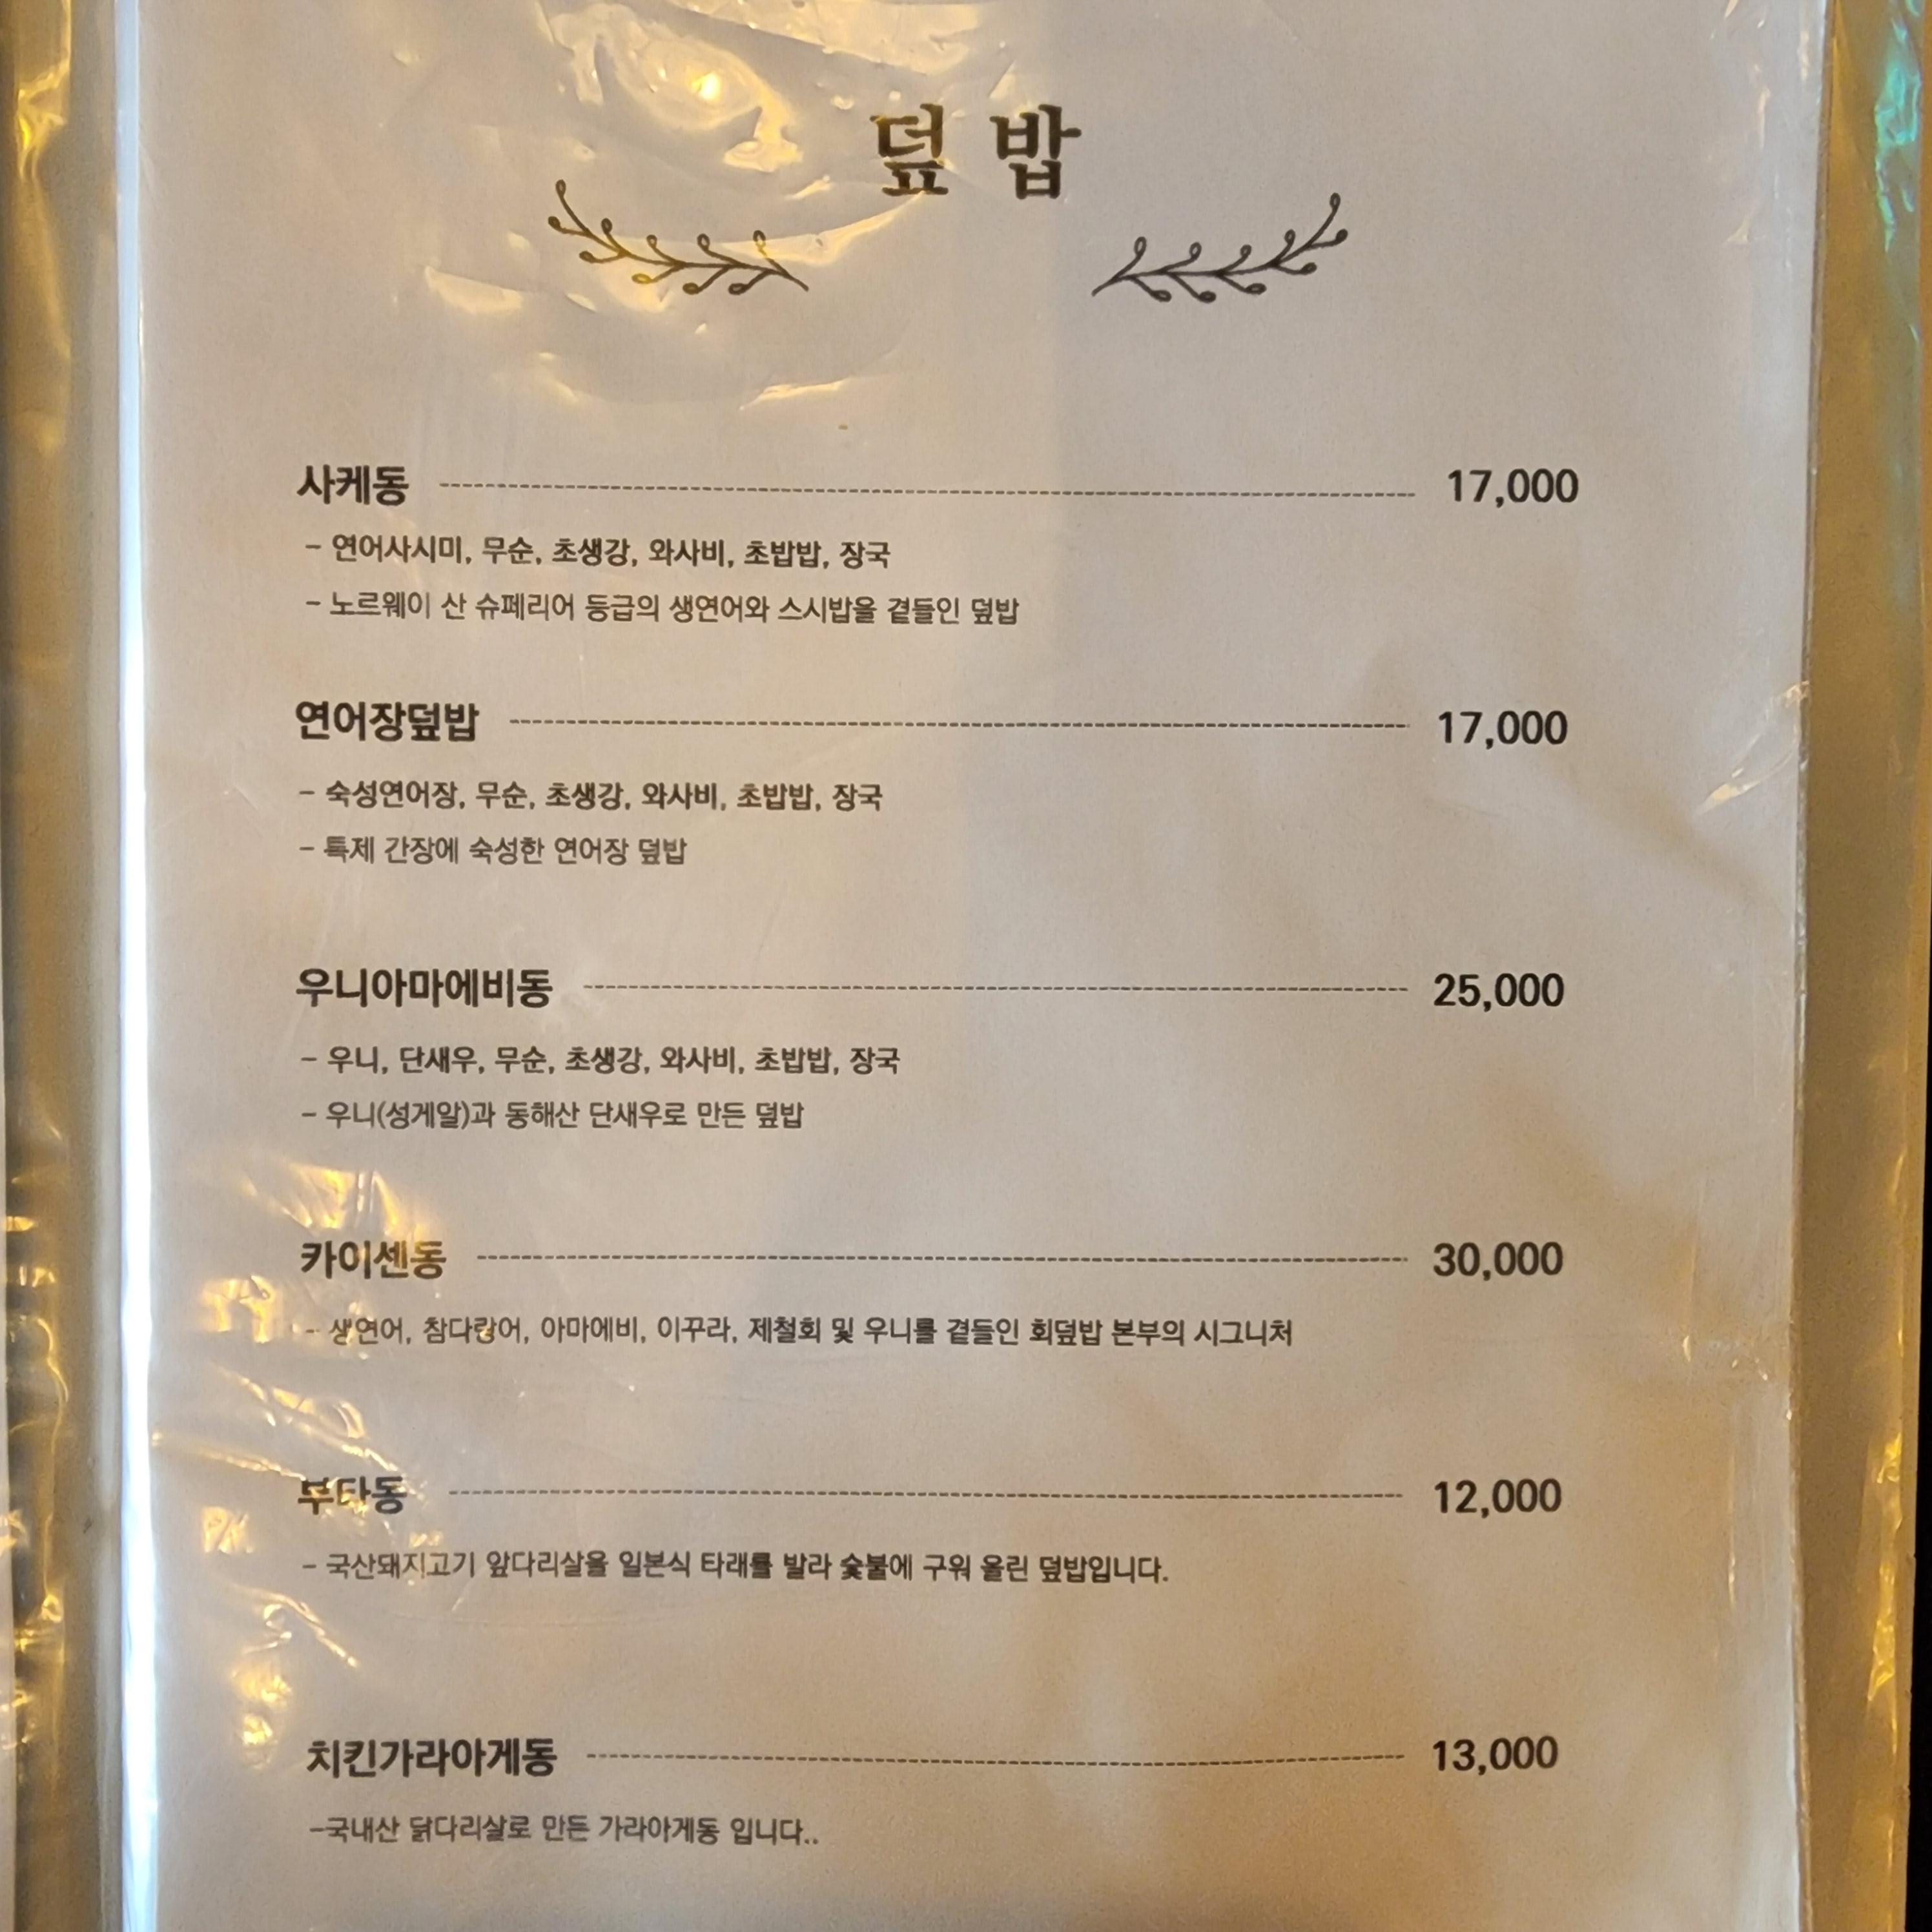 덮 밥
사케동 17,000
- 연어사시미, 무순, 초생강, 와사비, 초밥밥, 장국
- 노르웨이 산 슈페리어 등급의 생연어와 스시밥을 곁들인 덮밥
연어장덮밥 17,000
- 숙성연어장, 무순, 초생강, 와사비, 초밥밥, 장국
- 특제 간장에 숙성한 연어장 덮밥
우니아마에비동 25,000
- 우니, 단새우, 무순, 초생강, 와사비, 초밥밥, 장국
- 우니(성게알)과 동해산 단새우로 만든 덮밥
카이센동 30,000
- 생연어, 참다랑어, 아마에비, 이꾸라, 제철회 및 우니를 곁들인 회덮밥 본부의 시그니처
부타동 12,000
- 국산돼지고기 앞다리살을 일본식 타래를 발라 숯불에 구워 올린 덮밥입니다.
치킨가라아게동 13,000
-국내산 닭다리살로 만든 가라아게동 입니다..